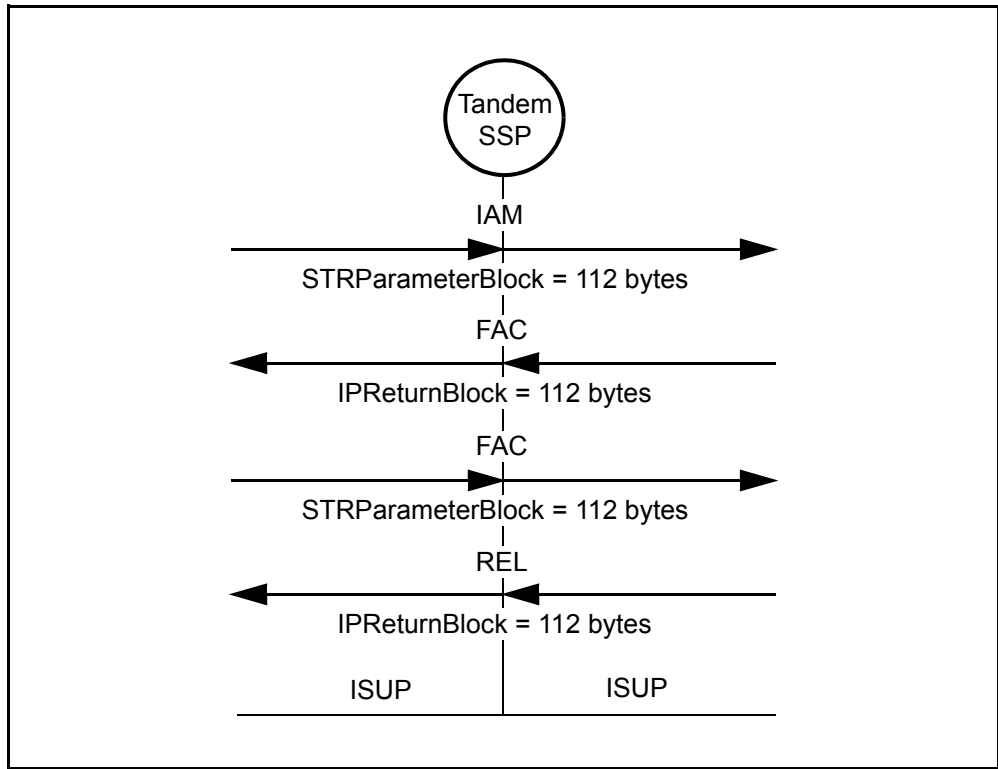 Tandem
SSP
IAM
STRParameterBlock = 112 bytes
FAC
IPReturnBlock = 112 bytes
FAC
STRParameterBlock = 112 bytes
REL
IPReturnBlock = 112 bytes
ISUP ISUP